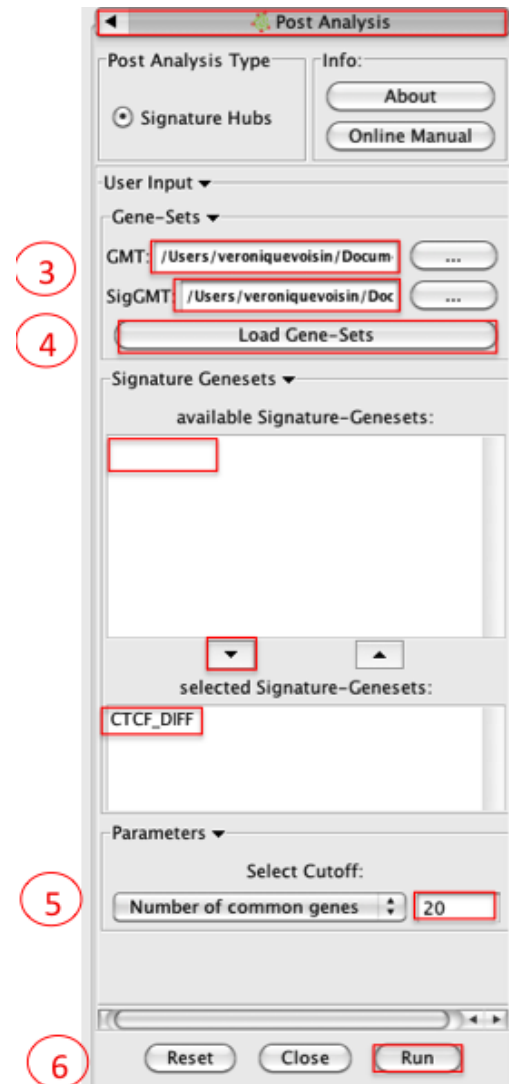 Post Analysis
Post Analysis Type
Info:
Signature Hubs
About
Online Manual
User Input
Gene-Sets
3
GMT: /Users/veroniquevoisin/Docum
...
SigGMT: /Users/veroniquevoisin/Doc
...
4
Load Gene-Sets
Signature Genesets
available Signature-Genesets:
selected Signature-Genesets:
CTCF_DIFF
Parameters
Select Cutoff:
5
Number of common genes
20
6
Reset
Close
Run